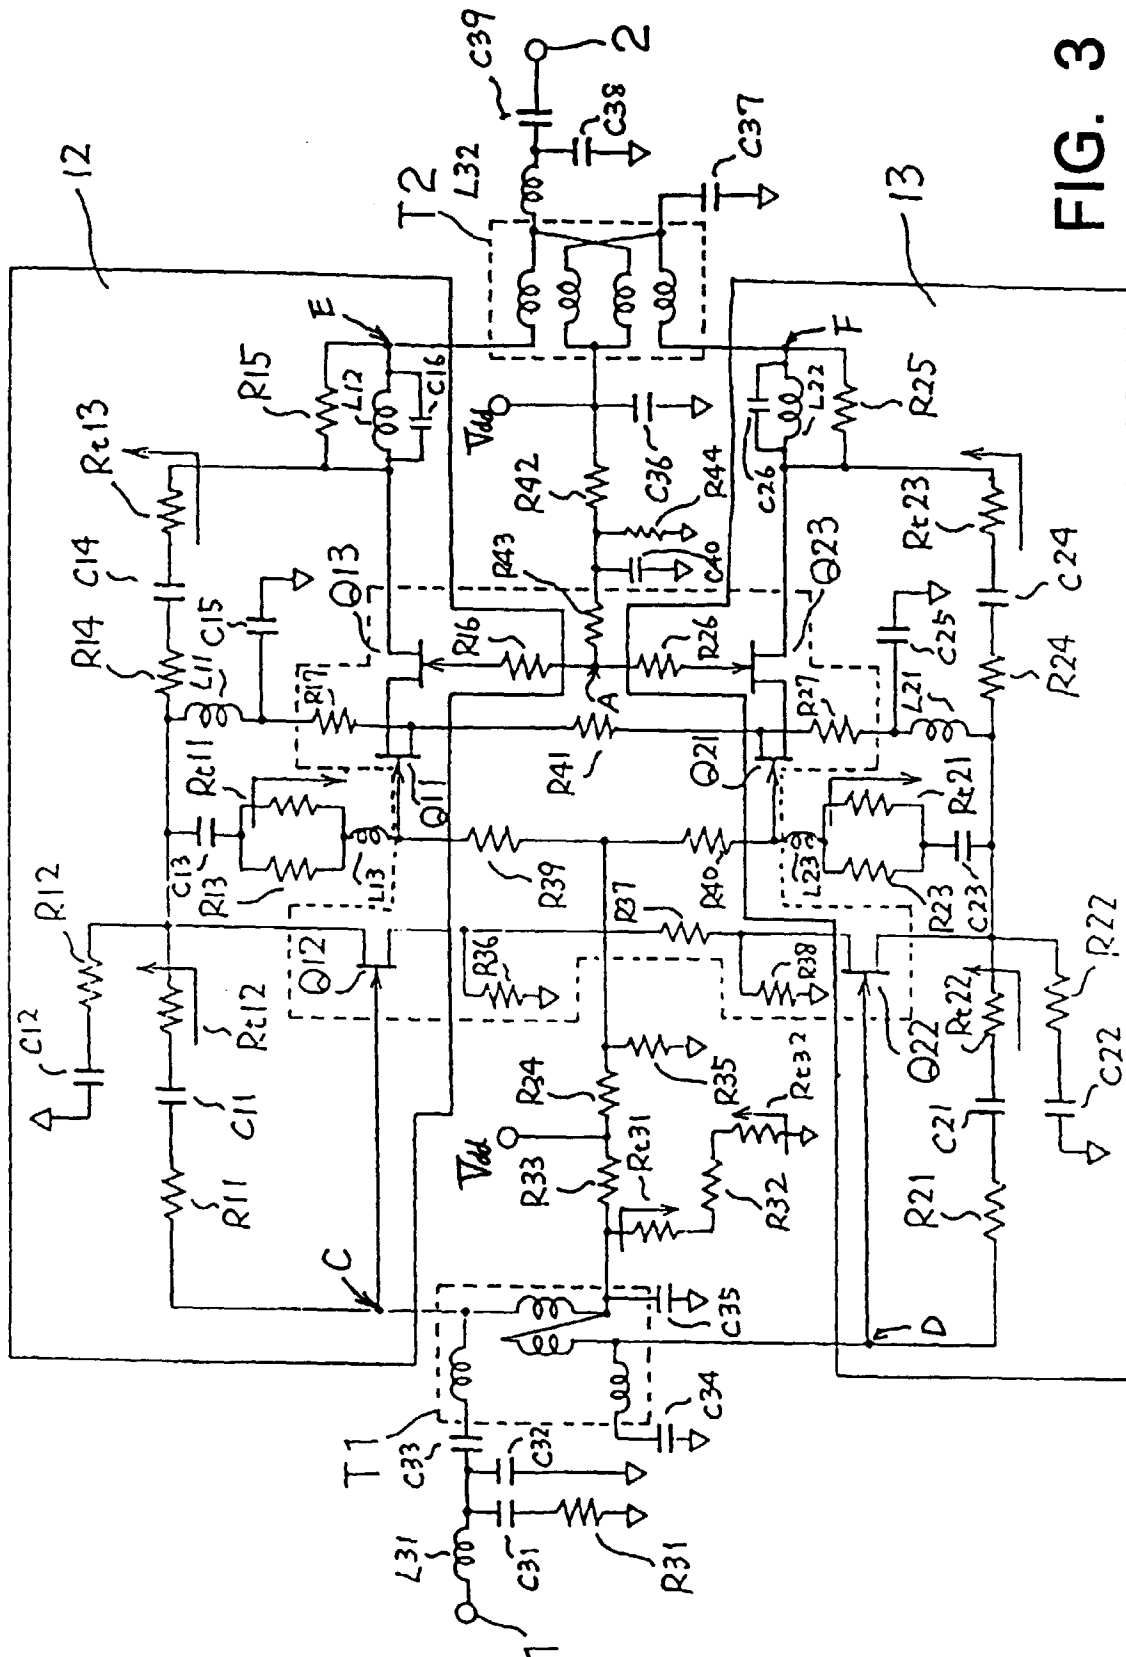 12
C12
R12
R11
C11
Rt12
C
Q12
C13
R13
Rt11
L13
Q11
R14
L11
C14
C15
Rt13
R17
Q13
R16
R15
E
L12
C16
1
L31
C31
R31
C32
C33
T1
C34
C35
Vdd
R33
R34
Rt31
R32
Rt32
R35
R36
R37
R38
R39
R40
R41
A
R43
C40
R44
R42
Vdd
C36
T2
L32
C37
C38
C39
2
13
D
R21
C21
Rt22
C22
R22
Q22
L23
R23
C23
Rt21
Q21
R27
L21
C25
R24
C24
Rt23
R26
Q23
C26
L22
R25
F
FIG. 3